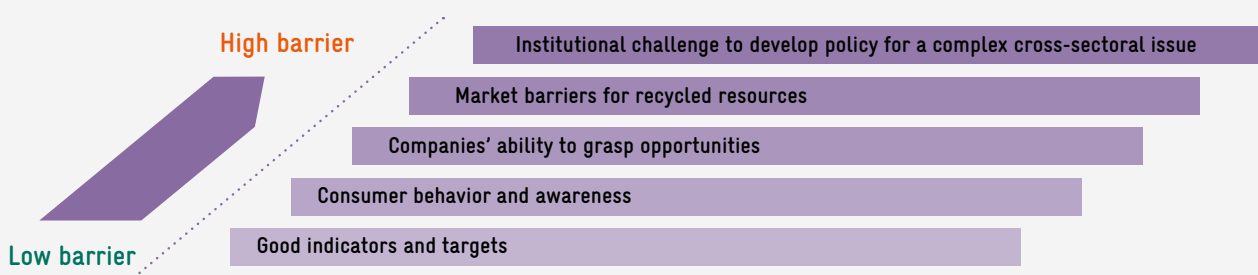 High barrier
Institutional challenge to develop policy for a complex cross-sectoral issue
Market barriers for recycled resources
Companies’ ability to grasp opportunities
Consumer behavior and awareness
Good indicators and targets
Low barrier